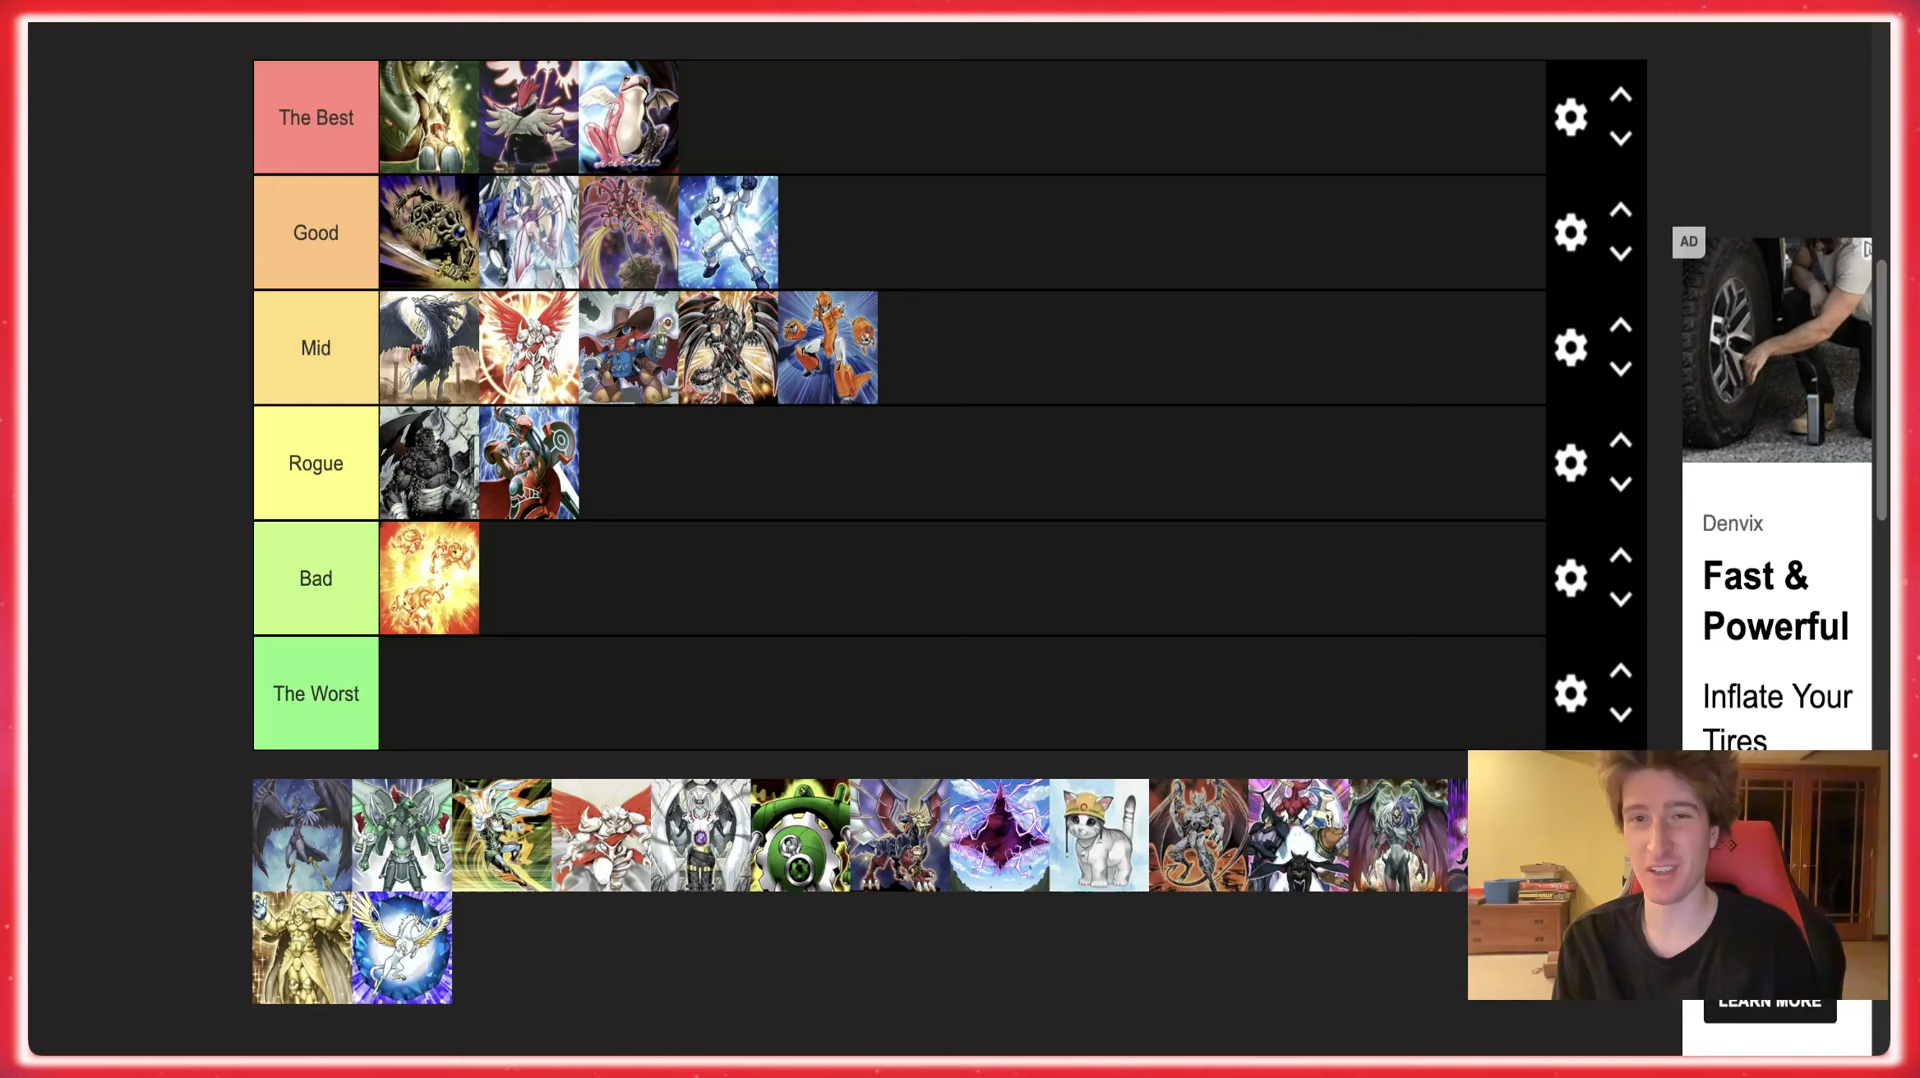 The Best
Good
Mid
Rogue
Bad
The Worst
AD
Denvix
Fast &
Powerful
Inflate Your
Tires
LEARN MORE